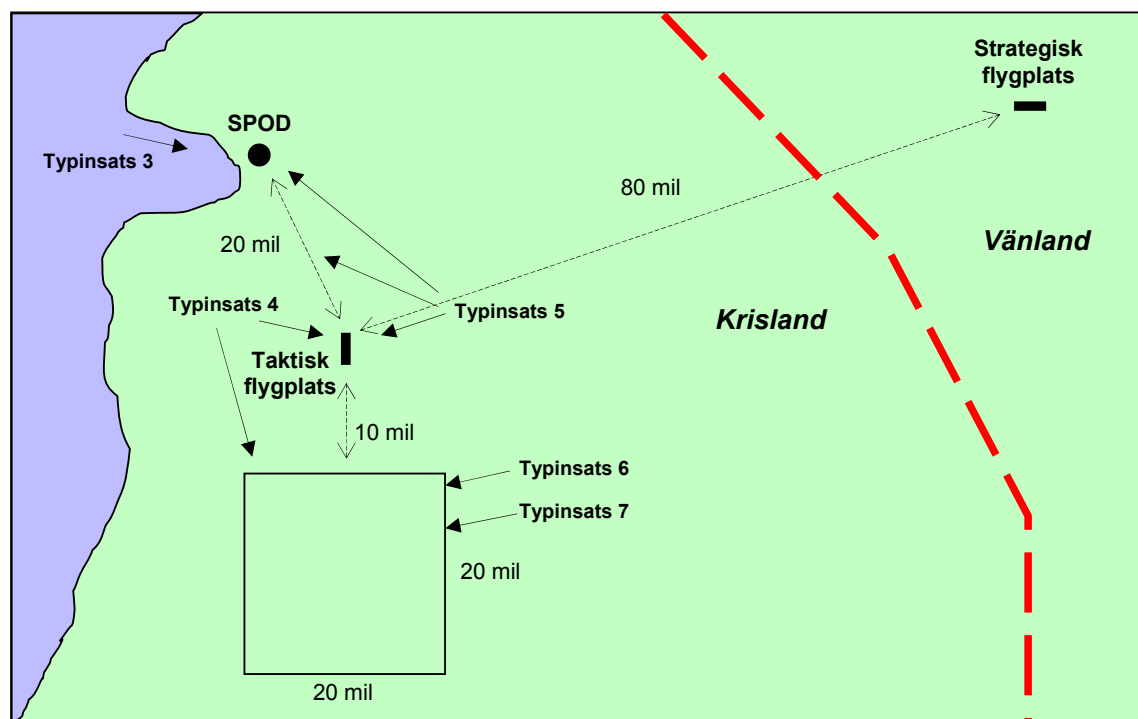 Strategisk
flygplats
SPOD
Typinsats 3
80 mil
20 mil
Vänland
Typinsats 4
Typinsats 5
Krisland
Taktisk
flygplats
10 mil
Typinsats 6
Typinsats 7
20 mil
20 mil